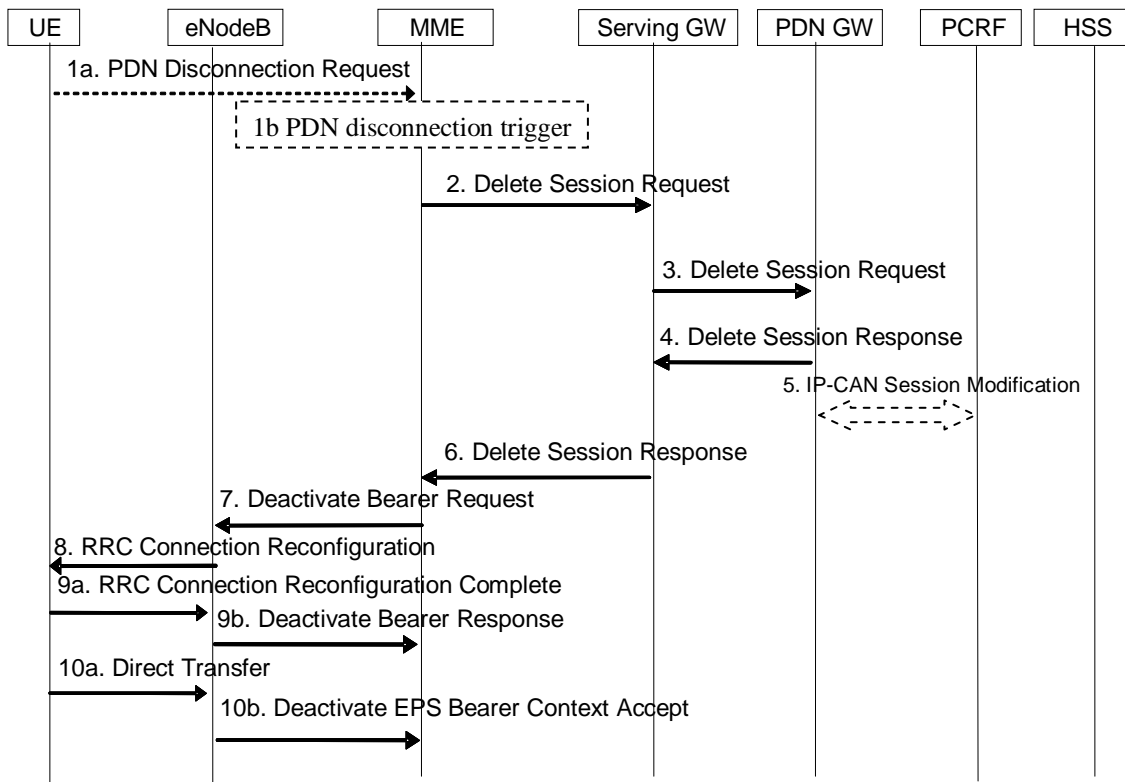 UE eNodeB MME Serving GW PDN GW PCRF HSS
1a. PDN Disconnection Request
1b PDN disconnection trigger
2. Delete Session Request
3. Delete Session Request
4. Delete Session Response
5. IP-CAN Session Modification
6. Delete Session Response
7. Deactivate Bearer Request
8. RRC Connection Reconfiguration
9a. RRC Connection Reconfiguration Complete
9b. Deactivate Bearer Response
10a. Direct Transfer
10b. Deactivate EPS Bearer Context Accept